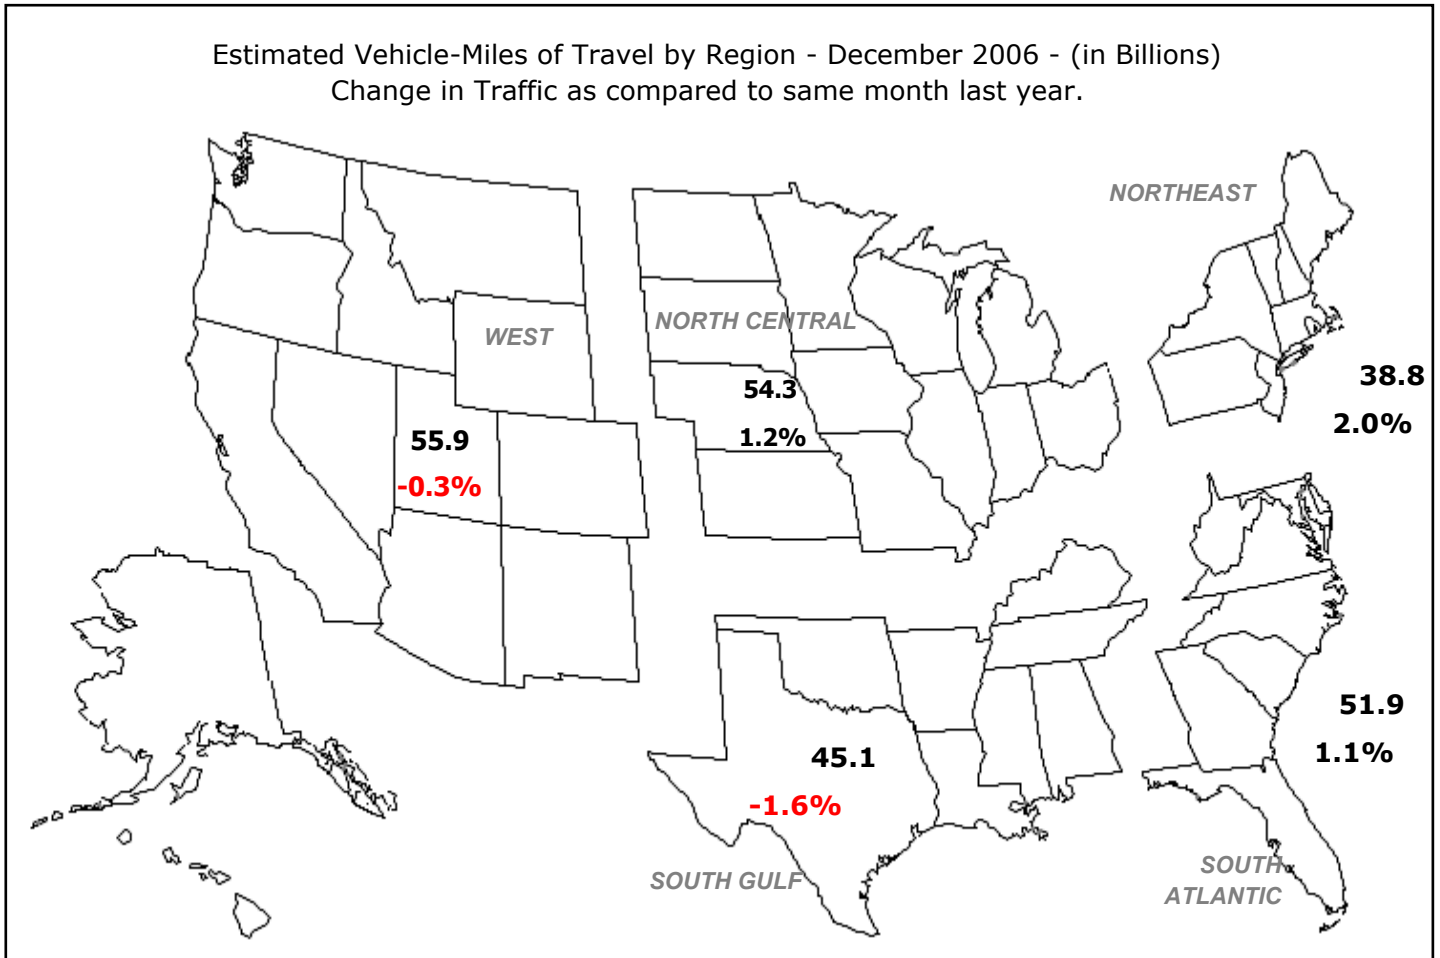 Estimated Vehicle-Miles of Travel by Region - December 2006 - (in Billions)
Change in Traffic as compared to same month last year.
NORTHEAST
WEST
NORTH CENTRAL
38.8
2.0%
54.3
1.2%
55.9
-0.3%
51.9
1.1%
45.1
-1.6%
SOUTH GULF
SOUTH
ATLANTIC